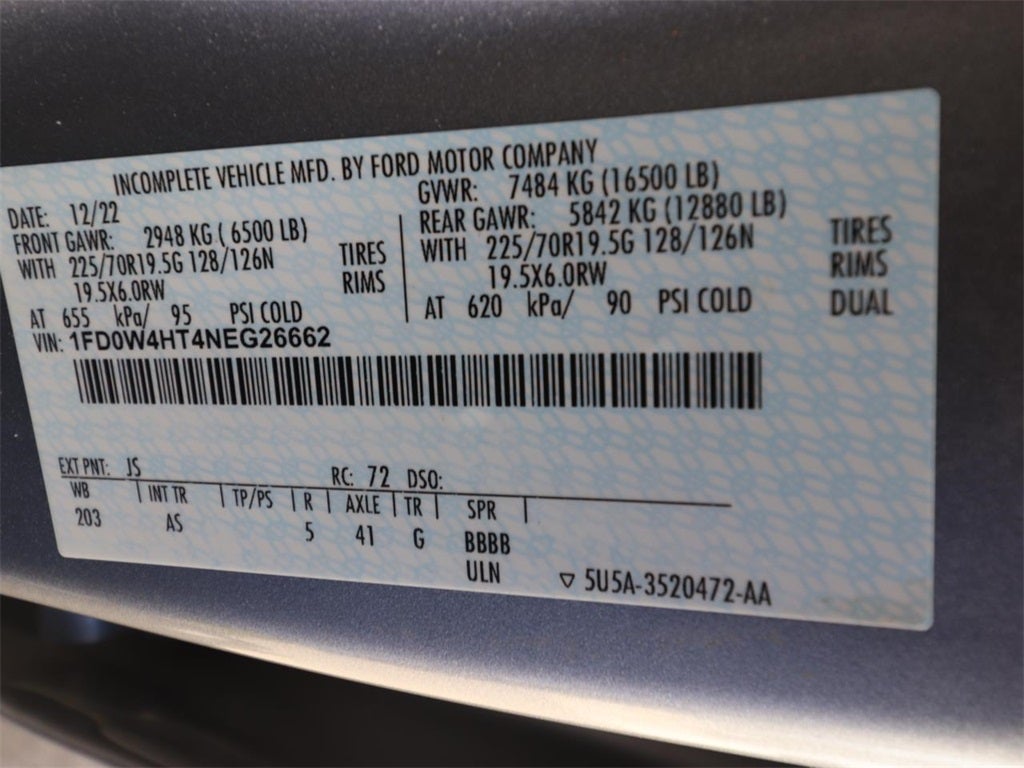 INCOMPLETE VEHICLE MFD. BY FORD MOTOR COMPANY
DATE: 12/22
FRONT GAWR: 2948 KG ( 6500 LB)
WITH 225/70R19.5G 128/126N TIRES
19.5X6.0RW RIMS
AT 655 kPa/ 95 PSI COLD
GVWR: 7484 KG (16500 LB)
REAR GAWR: 5842 KG (12880 LB)
WITH 225/70R19.5G 128/126N TIRES
19.5X6.0RW RIMS
AT 620 kPa/ 90 PSI COLD DUAL
VIN: 1FD0W4HT4NEG26662
EXT PNT: JS RC: 72 DSO:
WB INT TR TP/PS R AXLE TR SPR
203 AS 5 41 G BBBB
ULN
▽ 5U5A-3520472-AA